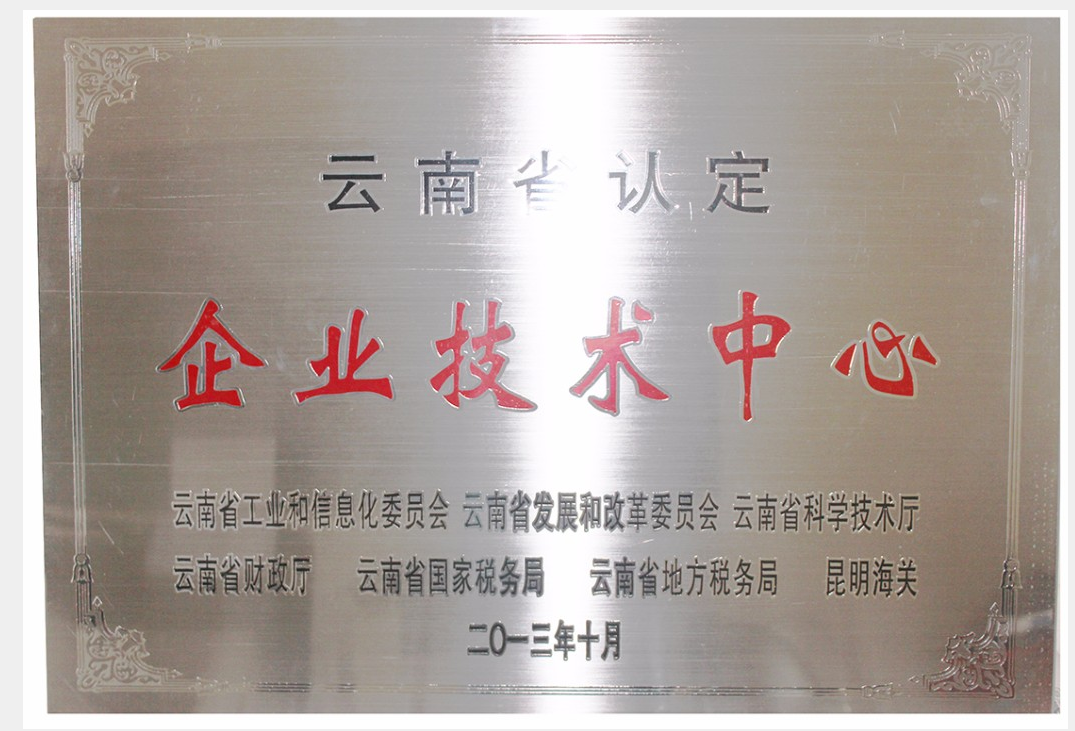 云南省认定
企业技术中心
云南省工业和信息化委员会 云南省发展和改革委员会 云南省科学技术厅
云南省财政厅 云南省国家税务局 云南省地方税务局 昆明海关
二〇一三年十月